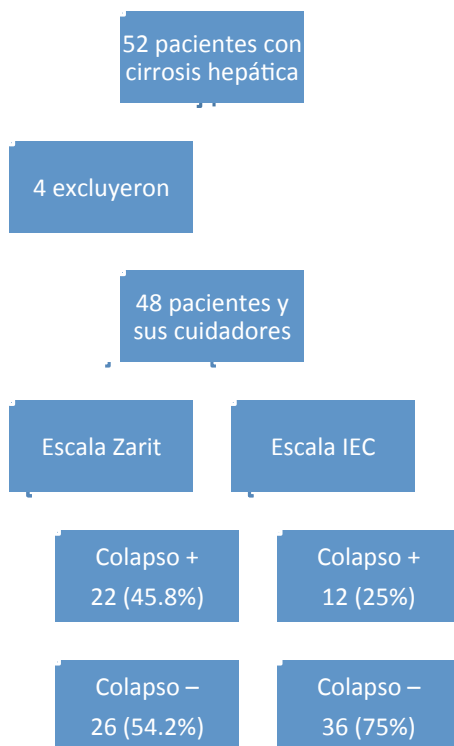 52 pacientes con
cirrosis hepática
4 excluyeron
48 pacientes y
sus cuidadores
Escala Zarit
Escala IEC
Colapso +
22 (45.8%)
Colapso +
12 (25%)
Colapso –
26 (54.2%)
Colapso –
36 (75%)